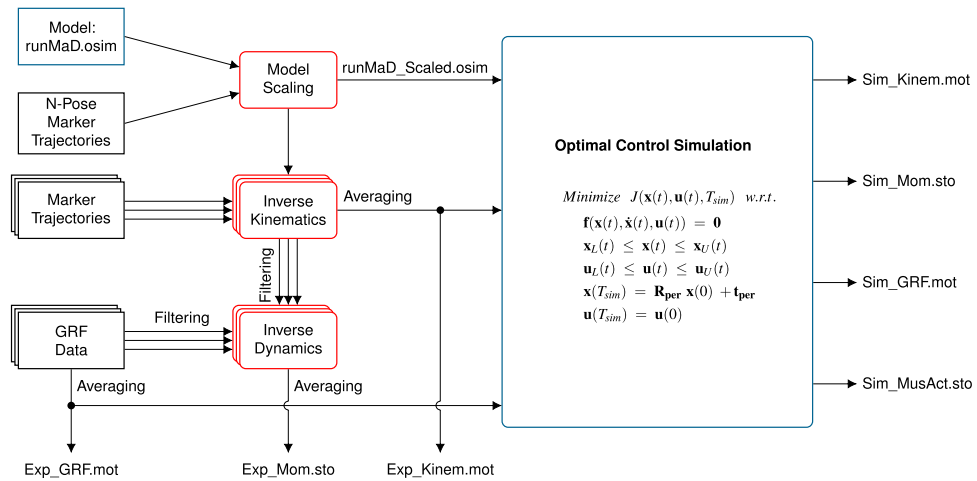 Model:
runMaD.osim
N-Pose
Marker
Trajectories
Model
Scaling
runMaD_Scaled.osim
Marker
Trajectories
Inverse
Kinematics
Averaging
Filtering
GRF
Data
Filtering
Inverse
Dynamics
Averaging
Averaging
Exp_GRF.mot
Exp_Mom.sto
Exp_Kinem.mot
Optimal Control Simulation
Minimize J(x(t), u(t), T_sim) w.r.t.
f(x(t), ẋ(t), u(t)) = 0
x_L(t) ≤ x(t) ≤ x_U(t)
u_L(t) ≤ u(t) ≤ u_U(t)
x(T_sim) = R_per x(0) + t_per
u(T_sim) = u(0)
Sim_Kinem.mot
Sim_Mom.sto
Sim_GRF.mot
Sim_MusAct.sto